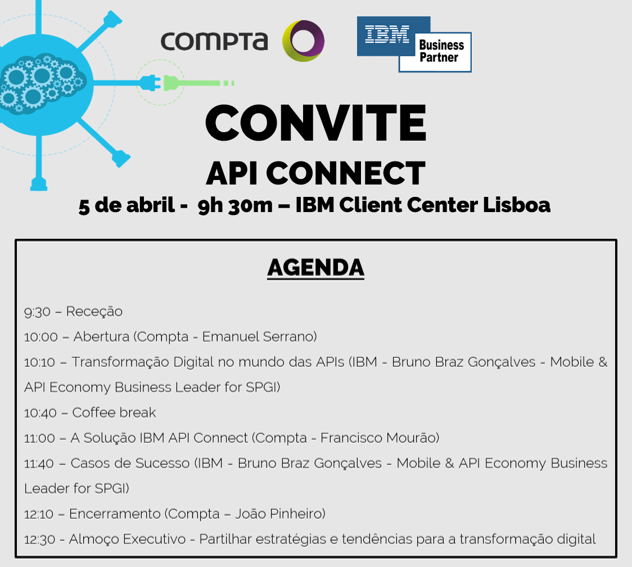 compta
IBM
Business
Partner
CONVITE
API CONNECT
5 de abril - 9h 30m – IBM Client Center Lisboa
AGENDA
9:30 – Receção
10:00 – Abertura (Compta - Emanuel Serrano)
10:10 – Transformação Digital no mundo das APIs (IBM - Bruno Braz Gonçalves - Mobile &
API Economy Business Leader for SPGI)
10:40 – Coffee break
11:00 – A Solução IBM API Connect (Compta - Francisco Mourão)
11:40 – Casos de Sucesso (IBM - Bruno Braz Gonçalves - Mobile & API Economy Business
Leader for SPGI)
12:10 – Encerramento (Compta – João Pinheiro)
12:30 - Almoço Executivo - Partilhar estratégias e tendências para a transformação digital